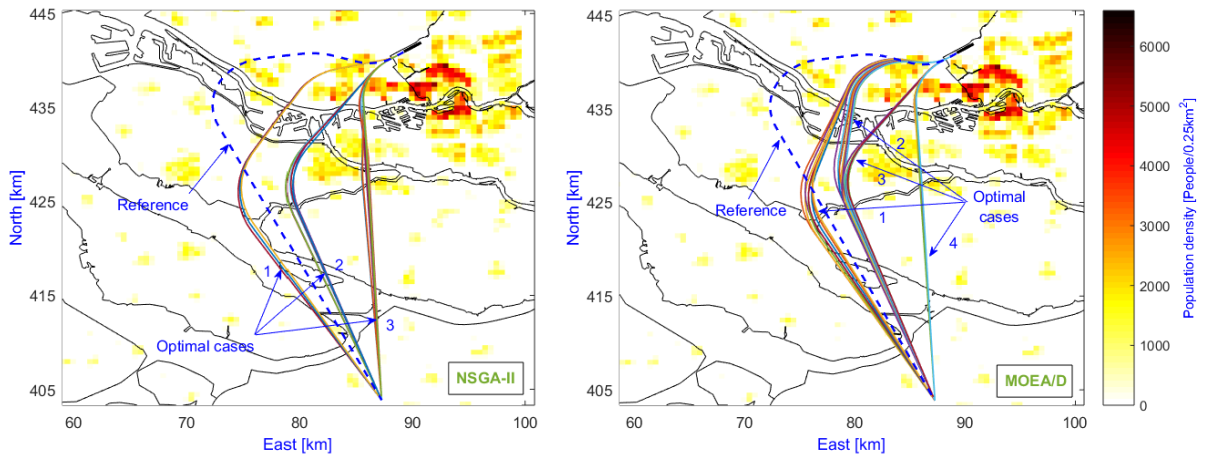 445
435
425
415
405
North [km]
60
70
80
90
100
East [km]
Reference
1
2
3
Optimal cases
NSGA-II
445
435
425
415
405
North [km]
60
70
80
90
100
East [km]
Reference
1
2
3
4
Optimal
cases
MOEA/D
6000
5000
4000
3000
2000
1000
0
Population density [People/0.25km²]